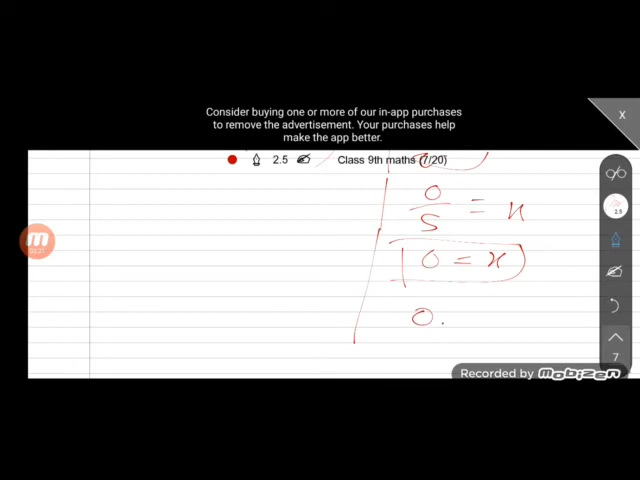 Consider buying one or more of our in-app purchases
to remove the advertisement. Your purchases help
make the app better.
X
2.5 Class 9th maths (7/20)
0
5 = x
2.5
0 = x
03:21
0.
7
Recorded by mobizen